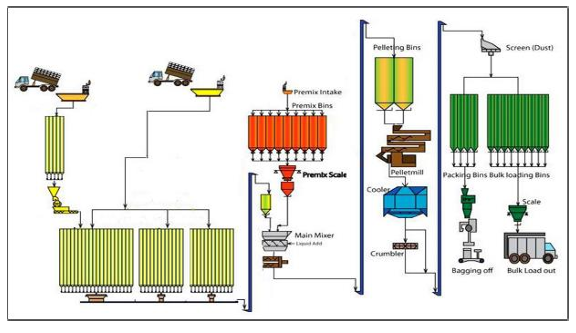 Premix Intake
Premix Bins
Premix Scale
Main Mixer
Liquid Add
Pelleting Bins
Pelletmill
Cooler
Crumbler
Screen (Dust)
Packing Bins
Bulk loading Bins
Scale
Bagging off
Bulk Load out